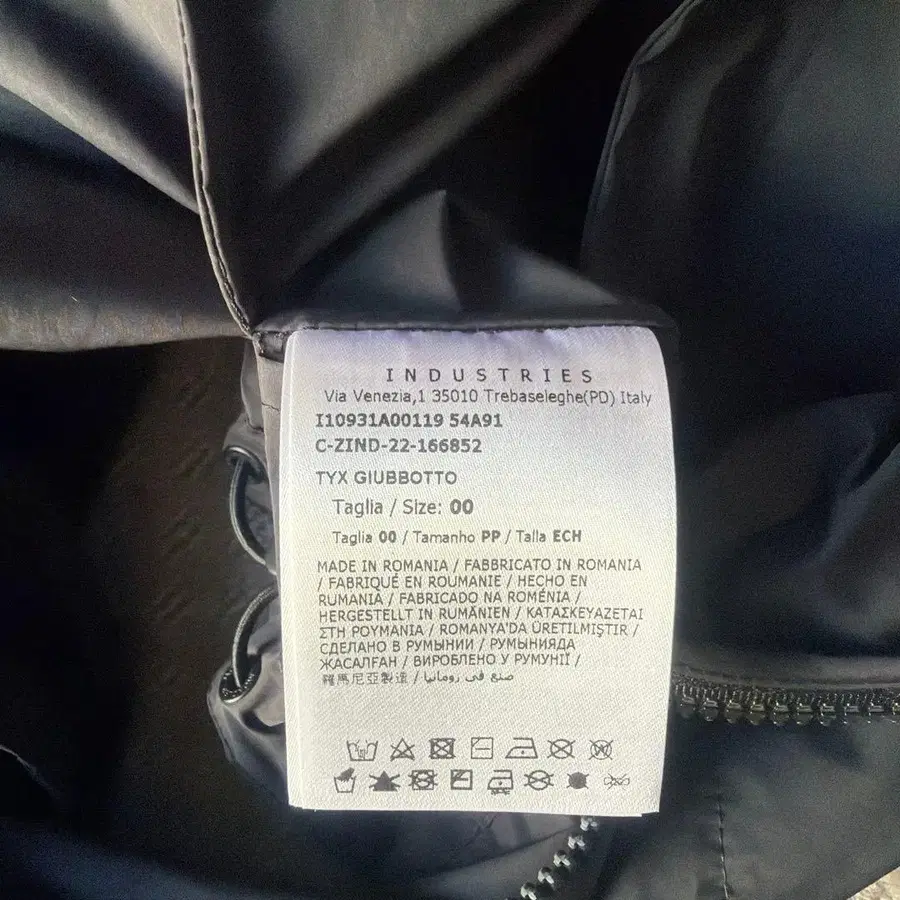 INDUSTRIES
Via Venezia,1 35010 Trebaseleghe(PD) Italy
I10931A00119 54A91
C-ZIND-22-166852
TYX GIUBBOTTO
Taglia / Size: 00
Taglia 00 / Tamanho PP / Talla ECH
MADE IN ROMANIA / FABBRICATO IN ROMANIA
/ FABRIQUÉ EN ROUMANIE / HECHO EN
RUMANIA / FABRICADO NA ROMÉNIA /
HERGESTELLT IN RUMÄNIEN / ΚΑΤΑΣΚΕΥΑΖΕΤΑΙ
ΣΤΗ ΡΟΥΜΑΝΙΑ / ROMANYA'DA ÜRETILMIŞTIR /
СДЕЛАНО В РУМЫНИИ / РУМЫНИЯДА
ЖАСАЛҒАН / ВИРОБЛЕНО У РУМУНІЇ /
羅馬尼亞製造 / صنع في رومانيا